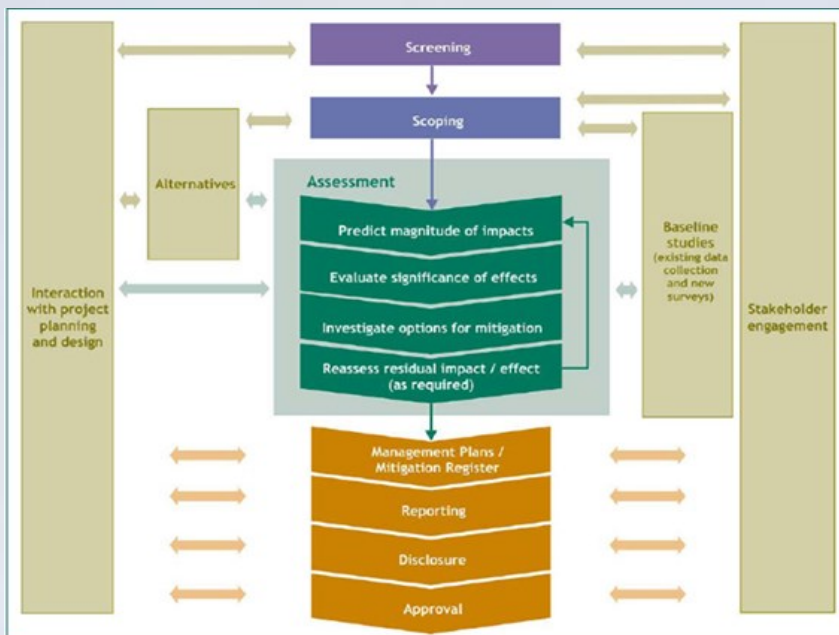 Screening
Scoping
Alternatives
Assessment
Predict magnitude of impacts
Evaluate significance of effects
Investigate options for mitigation
Reassess residual impact / effect
(as required)
Interaction
with project
planning
and design
Baseline
studies
(existing data
collection
and new
surveys)
Stakeholder
engagement
Management Plans /
Mitigation Register
Reporting
Disclosure
Approval